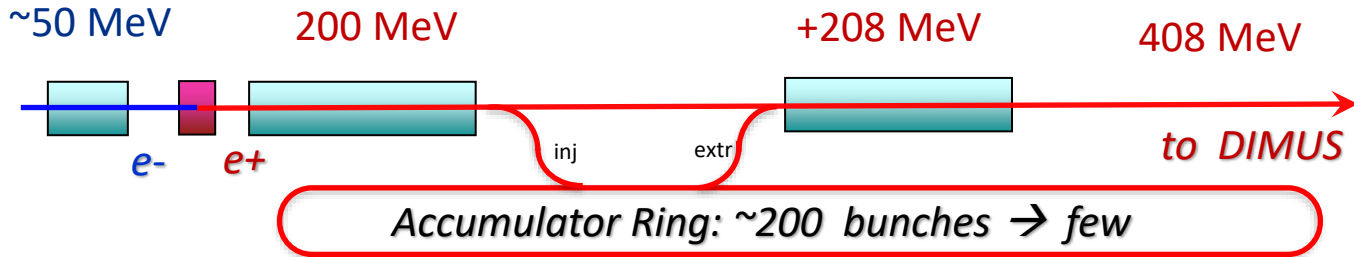 ~50 MeV 200 MeV +208 MeV 408 MeV
e- e+ inj extr to DIMUS
Accumulator Ring: ~200 bunches → few